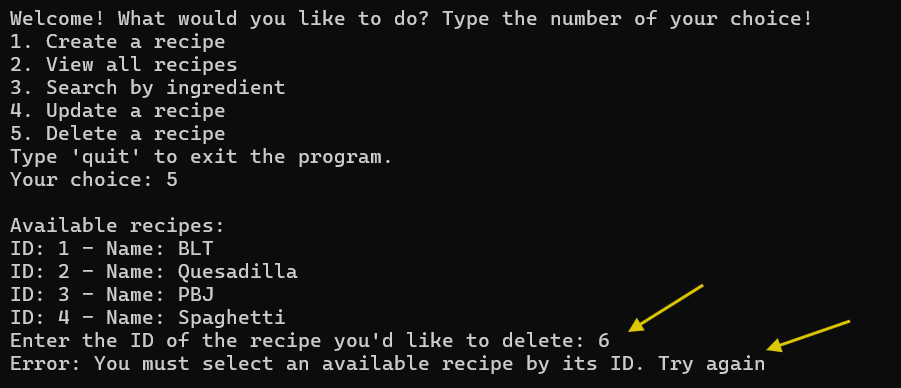 Welcome! What would you like to do? Type the number of your choice!
1. Create a recipe
2. View all recipes
3. Search by ingredient
4. Update a recipe
5. Delete a recipe
Type 'quit' to exit the program.
Your choice: 5
Available recipes:
ID: 1 - Name: BLT
ID: 2 - Name: Quesadilla
ID: 3 - Name: PBJ
ID: 4 - Name: Spaghetti
Enter the ID of the recipe you'd like to delete: 6
Error: You must select an available recipe by its ID. Try again